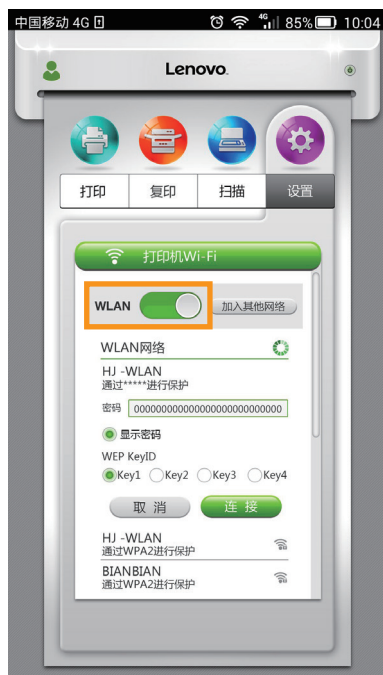 中国移动 4G 4G 85% 10:04
Lenovo.
打印 复印 扫描 设置
打印机Wi-Fi
WLAN 加入其他网络
WLAN网络
HJ -WLAN
通过*****进行保护
密码 00000000000000000000000000
显示密码
WEP KeyID
Key1 Key2 Key3 Key4
取 消 连 接
HJ -WLAN
通过WPA2进行保护
BIANBIAN
通过WPA2进行保护